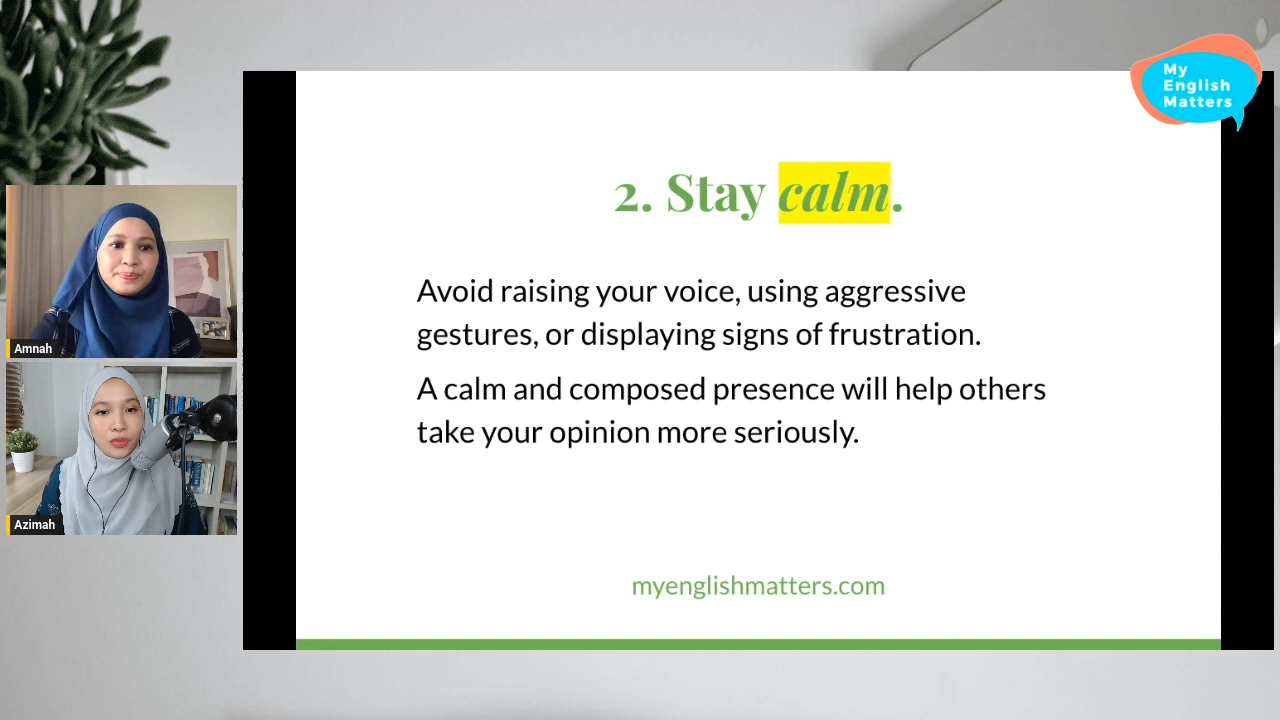 My
English
Matters
2. Stay calm.
Avoid raising your voice, using aggressive
gestures, or displaying signs of frustration.
A calm and composed presence will help others
take your opinion more seriously.
myenglishmatters.com
Amnah
Azimah